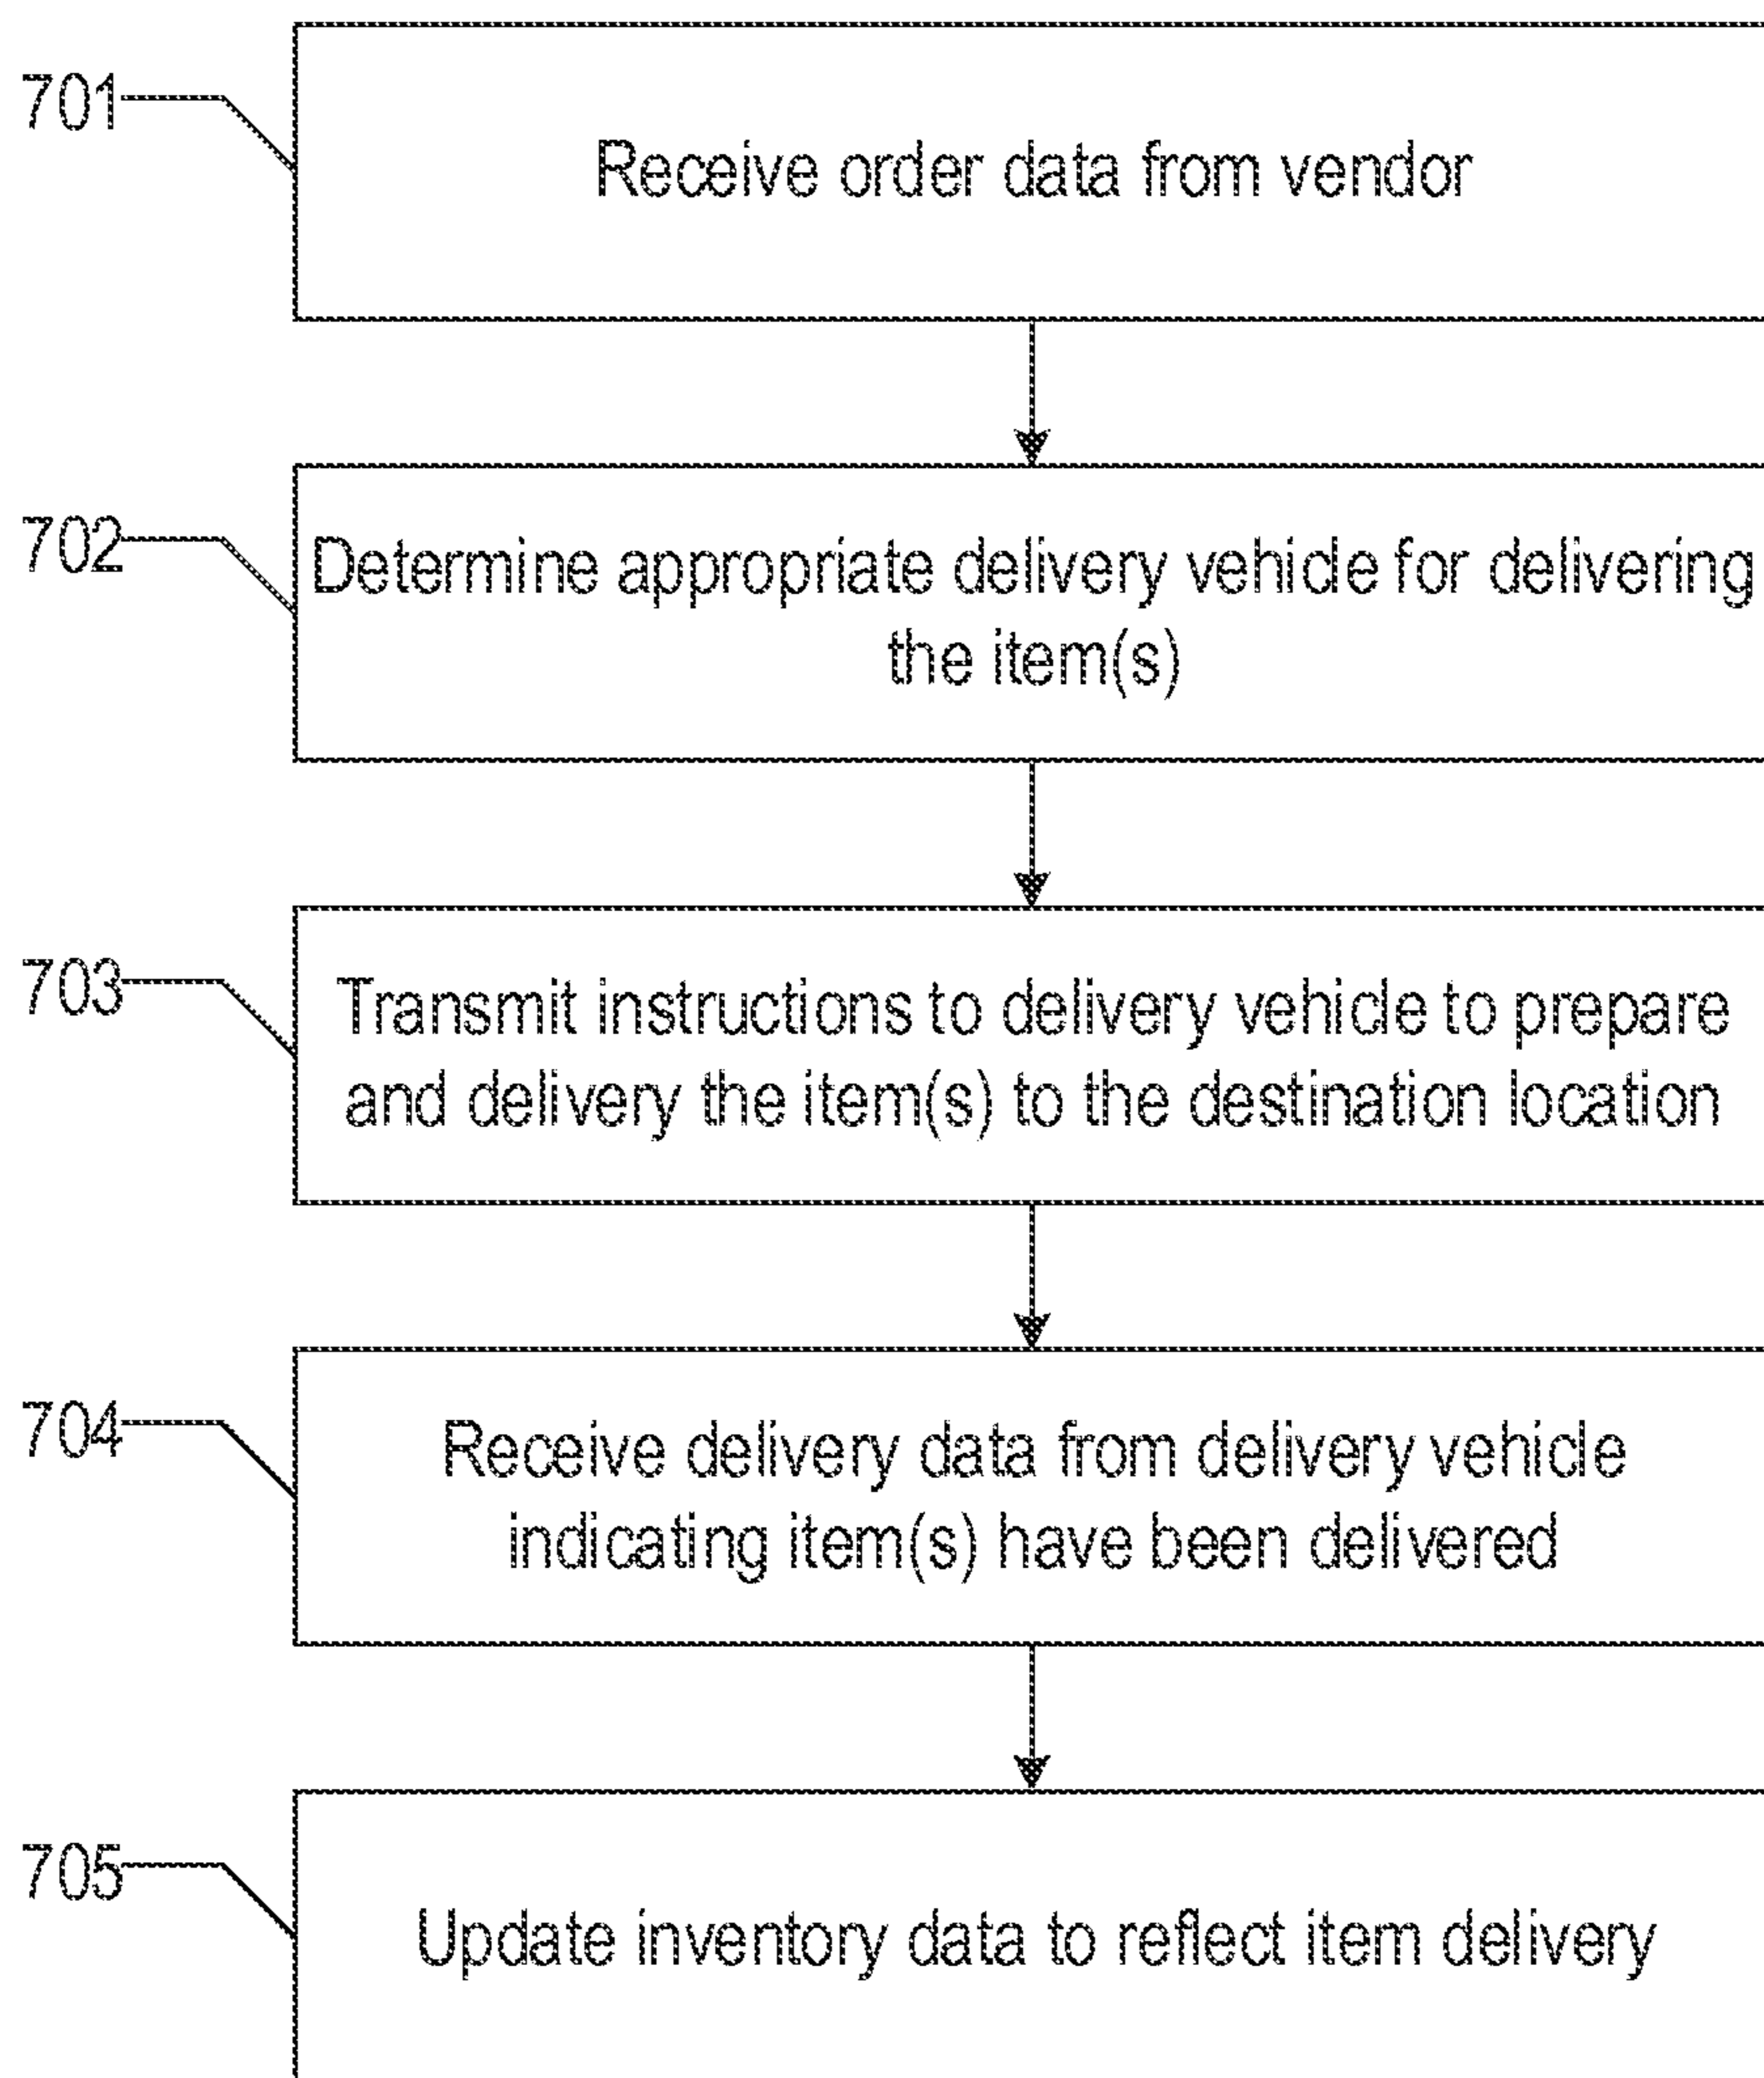 701
Receive order data from vendor
702
Determine appropriate delivery vehicle for delivering
the item(s)
703
Transmit instructions to delivery vehicle to prepare
and delivery the item(s) to the destination location
704
Receive delivery data from delivery vehicle
indicating item(s) have been delivered
705
Update inventory data to reflect item delivery